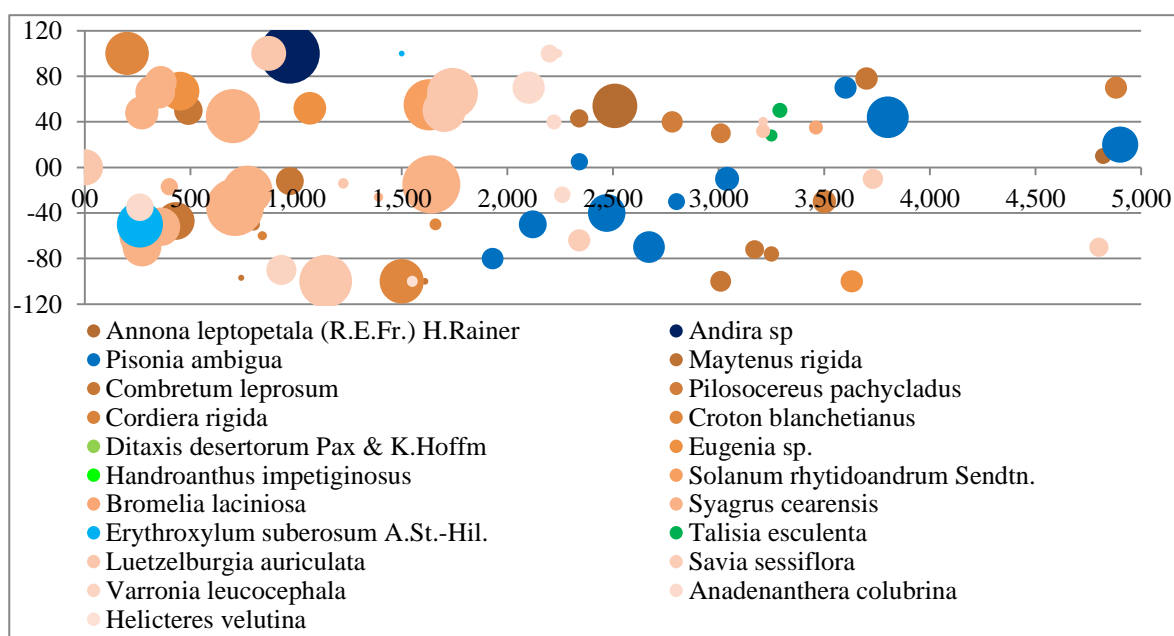 120
80
40
00
-40
-80
-120
00 500 1,000 1,500 2,000 2,500 3,000 3,500 4,000 4,500 5,000
Annona leptopetala (R.E.Fr.) H.Rainer Andira sp
Pisonia ambigua Maytenus rigida
Combretum leprosum Pilosocereus pachycladus
Cordiera rigida Croton blanchetianus
Ditaxis desertorum Pax & K.Hoffm Eugenia sp.
Handroanthus impetiginosus Solanum rhytidoandrum Sendtn.
Bromelia laciniosa Syagrus cearensis
Erythroxylum suberosum A.St.-Hil. Talisia esculenta
Luetzelburgia auriculata Savia sessiflora
Varronia leucocephala Anadenanthera colubrina
Helicteres velutina